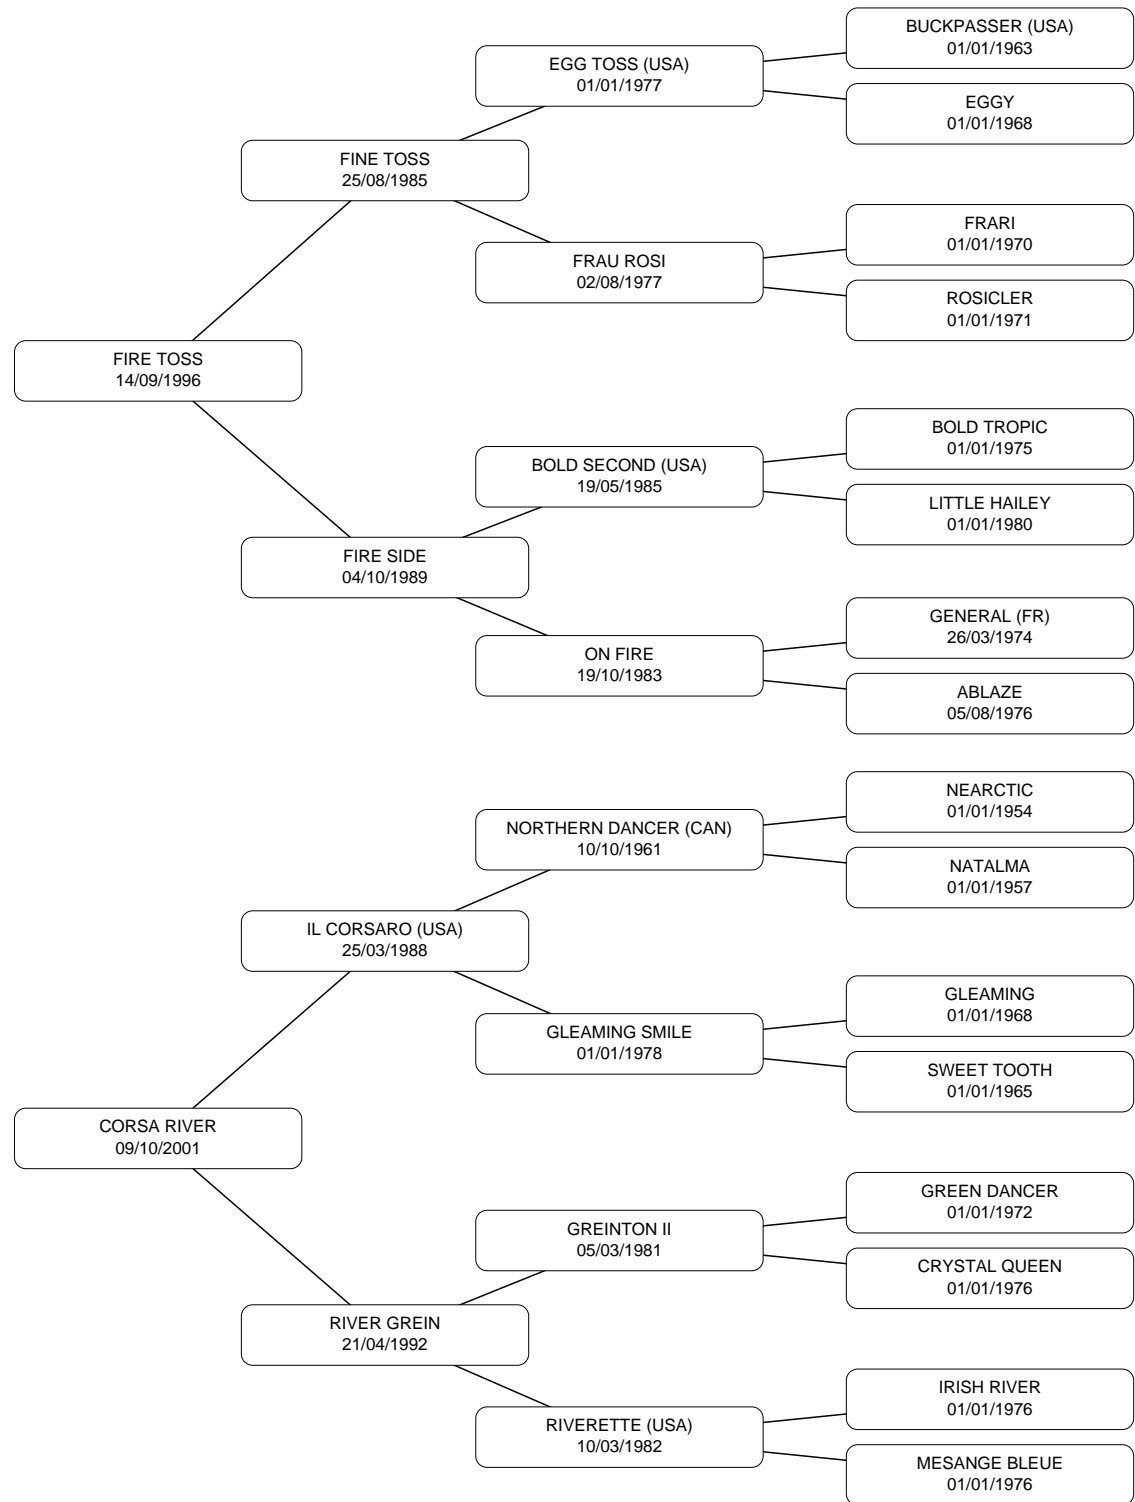 BUCKPASSER (USA)
01/01/1963
EGG TOSS (USA)
01/01/1977
EGGY
01/01/1968
FINE TOSS
25/08/1985
FRARI
01/01/1970
FRAU ROSI
02/08/1977
ROSICLER
01/01/1971
FIRE TOSS
14/09/1996
BOLD TROPIC
01/01/1975
BOLD SECOND (USA)
19/05/1985
LITTLE HAILEY
01/01/1980
FIRE SIDE
04/10/1989
GENERAL (FR)
26/03/1974
ON FIRE
19/10/1983
ABLAZE
05/08/1976
NEARCTIC
01/01/1954
NORTHERN DANCER (CAN)
10/10/1961
NATALMA
01/01/1957
IL CORSARO (USA)
25/03/1988
GLEAMING
01/01/1968
GLEAMING SMILE
01/01/1978
SWEET TOOTH
01/01/1965
CORSA RIVER
09/10/2001
GREEN DANCER
01/01/1972
GREINTON II
05/03/1981
CRYSTAL QUEEN
01/01/1976
RIVER GREIN
21/04/1992
IRISH RIVER
01/01/1976
RIVERETTE (USA)
10/03/1982
MESANGE BLEUE
01/01/1976